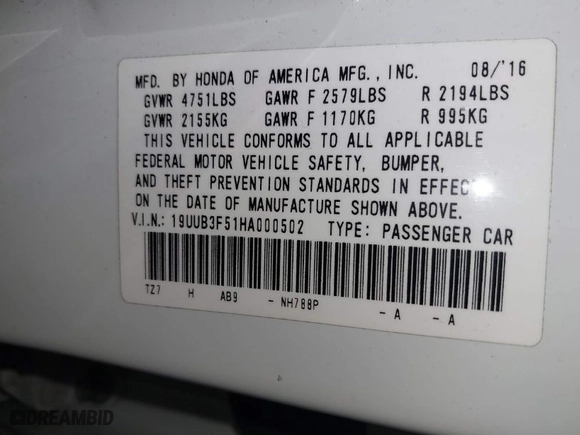 MFD. BY HONDA OF AMERICA MFG., INC. 08/'16
GVWR 4751LBS GAWR F 2579LBS R 2194LBS
GVWR 2155KG GAWR F 1170KG R 995KG
THIS VEHICLE CONFORMS TO ALL APPLICABLE
FEDERAL MOTOR VEHICLE SAFETY, BUMPER,
AND THEFT PREVENTION STANDARDS IN EFFECT
ON THE DATE OF MANUFACTURE SHOWN ABOVE.
V.I.N.: 19UUB3F51HA000502 TYPE: PASSENGER CAR
TZ7 H AB9 - NH788P - A - A
DREAMBID